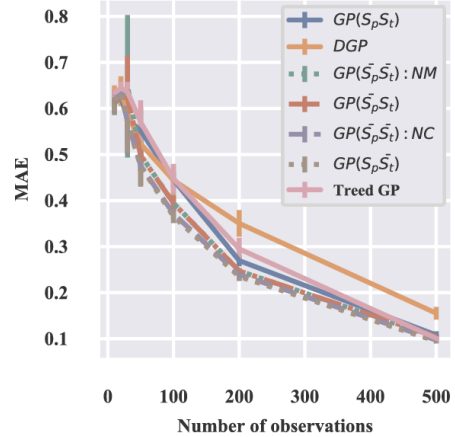 0.8
0.7
0.6
0.5
0.4
0.3
0.2
0.1
MAE
0
100
200
300
400
500
Number of observations
GP(SₚSₜ)
DGP
GP(S̄ₚS̄ₜ) : NM
GP(S̄ₚSₜ)
GP(S̄ₚS̄ₜ) : NC
GP(SₚS̄ₜ)
Treed GP